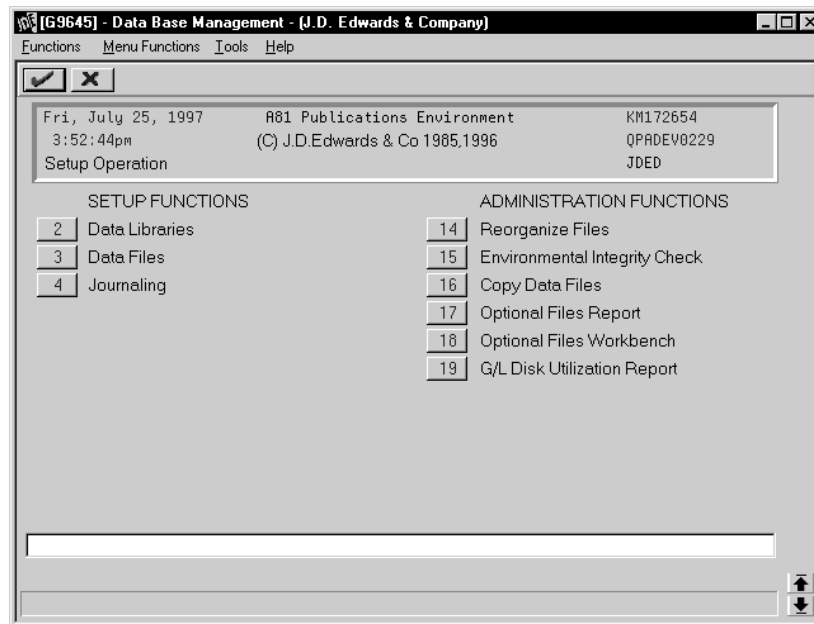 [G9645] - Data Base Management - (J.D. Edwards & Company)
Functions Menu Functions Tools Help
Fri, July 25, 1997 A81 Publications Environment KM172654
3:52:44pm (C) J.D.Edwards & Co 1985,1996 QPADEV0229
Setup Operation JDED
SETUP FUNCTIONS ADMINISTRATION FUNCTIONS
2 Data Libraries 14 Reorganize Files
3 Data Files 15 Environmental Integrity Check
4 Journaling 16 Copy Data Files
17 Optional Files Report
18 Optional Files Workbench
19 G/L Disk Utilization Report